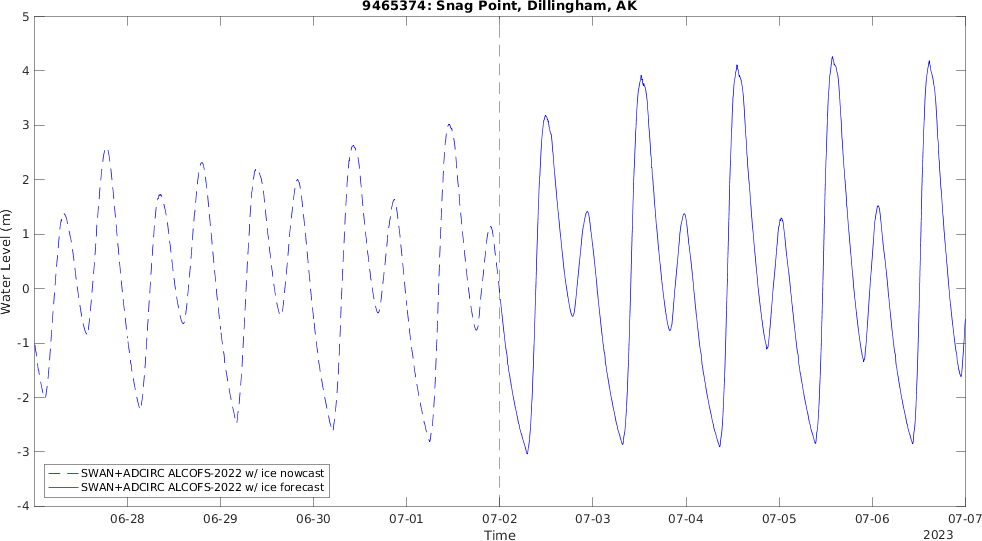 9465374: Snag Point, Dillingham, AK
5
4
3
2
1
0
-1
-2
-3
-4
Water Level (m)
SWAN+ADCIRC ALCOFS-2022 w/ ice nowcast
SWAN+ADCIRC ALCOFS-2022 w/ ice forecast
06-28 06-29 06-30 07-01 07-02 07-03 07-04 07-05 07-06 07-07
Time
2023